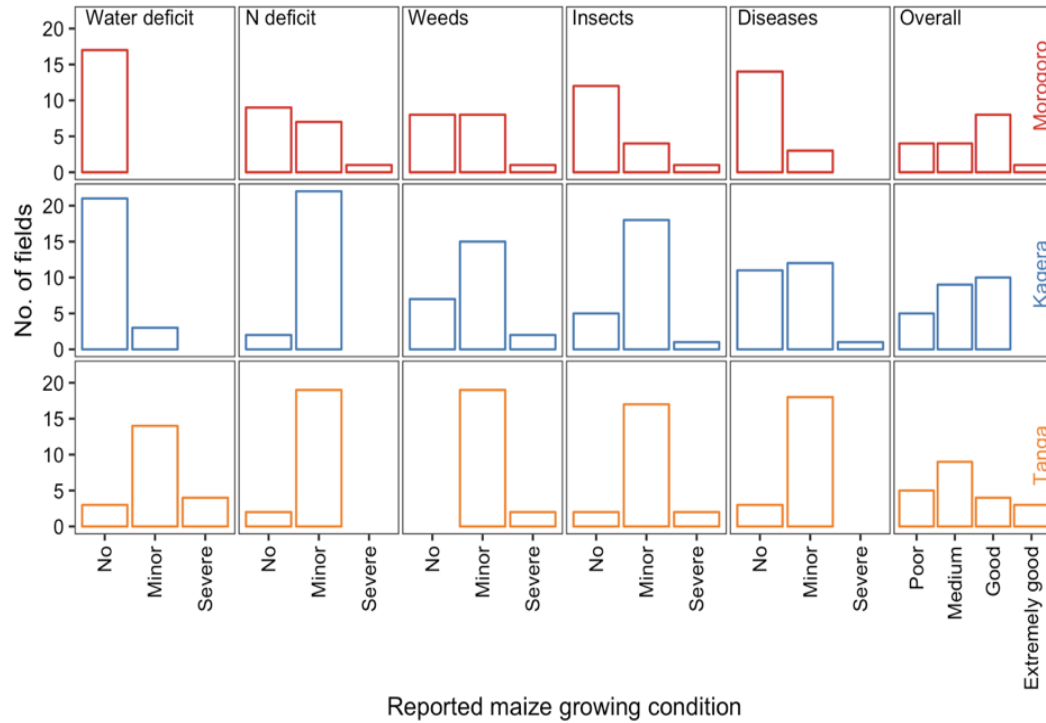 Water deficit
N deficit
Weeds
Insects
Diseases
Overall
20
15
10
5
0
Morogoro
20
15
10
5
0
Kagera
20
15
10
5
0
Tanga
No. of fields
No
Minor
Severe
No
Minor
Severe
No
Minor
Severe
No
Minor
Severe
No
Minor
Severe
Poor
Medium
Good
Extremely good
Reported maize growing condition